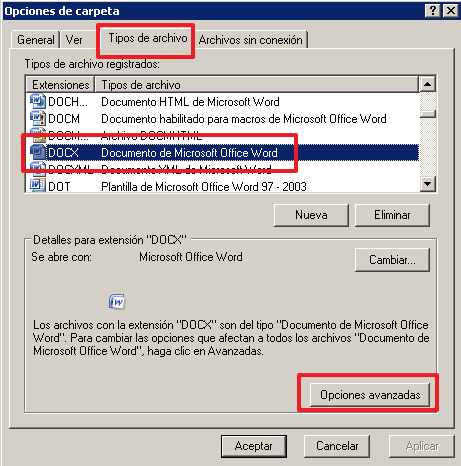 Opciones de carpeta
General Ver Tipos de archivo Archivos sin conexión
Tipos de archivo registrados:
Extensiones Tipos de archivo
DOCH... Documento HTML de Microsoft Word
DOCM Documento habilitado para macros de Microsoft Word
DOCM... Archivo DOCMHTML
DOCX Documento de Microsoft Office Word
DOCXML Documento XML de Microsoft Word
DOT Plantilla de Microsoft Word 97 - 2003
Nueva Eliminar
Detalles para extensión "DOCX"
Se abre con: Microsoft Office Word Cambiar...
Los archivos con la extensión "DOCX" son del tipo "Documento de Microsoft Office
Word". Para cambiar las opciones que afectan a todos los archivos "Documento de
Microsoft Office Word", haga clic en Avanzadas.
Opciones avanzadas
Aceptar Cancelar Aplicar